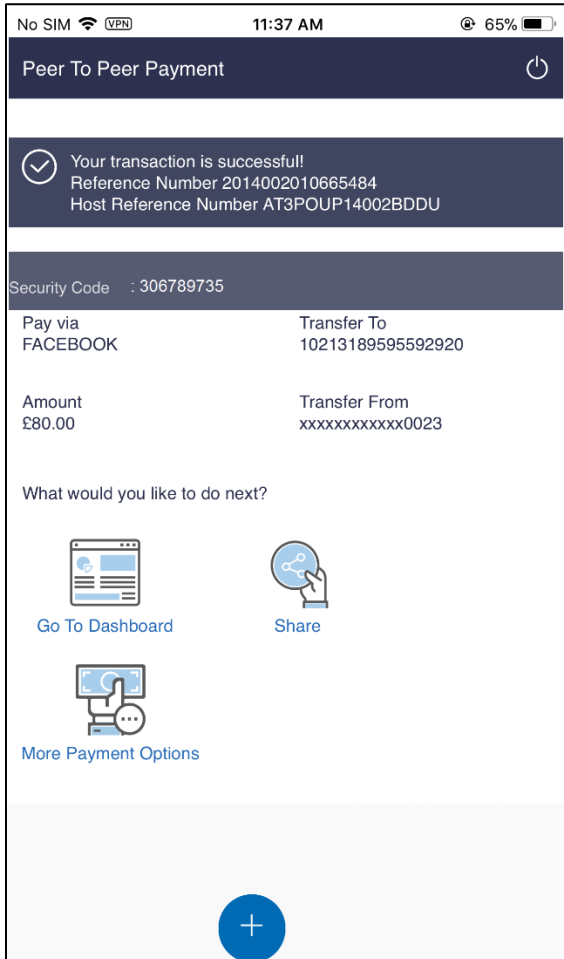 No SIM VPN 11:37 AM 65%
Peer To Peer Payment
Your transaction is successful!
Reference Number 2014002010665484
Host Reference Number AT3POUP14002BDDU
Security Code : 306789735
Pay via Transfer To
FACEBOOK 10213189595592920
Amount Transfer From
£80.00 xxxxxxxxxxxx0023
What would you like to do next?
Go To Dashboard Share
More Payment Options